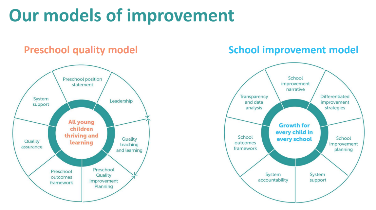 Our models of improvement
Preschool quality model
School improvement model
Preschool position
statement
Leadership
Quality
teaching
and learning
Preschool
Quality
Improvement
Planning
Preschool
outcomes
framework
Quality
assurance
System
support
All young
children
thriving and
learning
School
improvement
narrative
Differentiated
improvement
strategies
School
improvement
planning
System
support
System
accountability
School
outcomes
framework
Transparency
and data
analysis
Growth for
every child in
every school